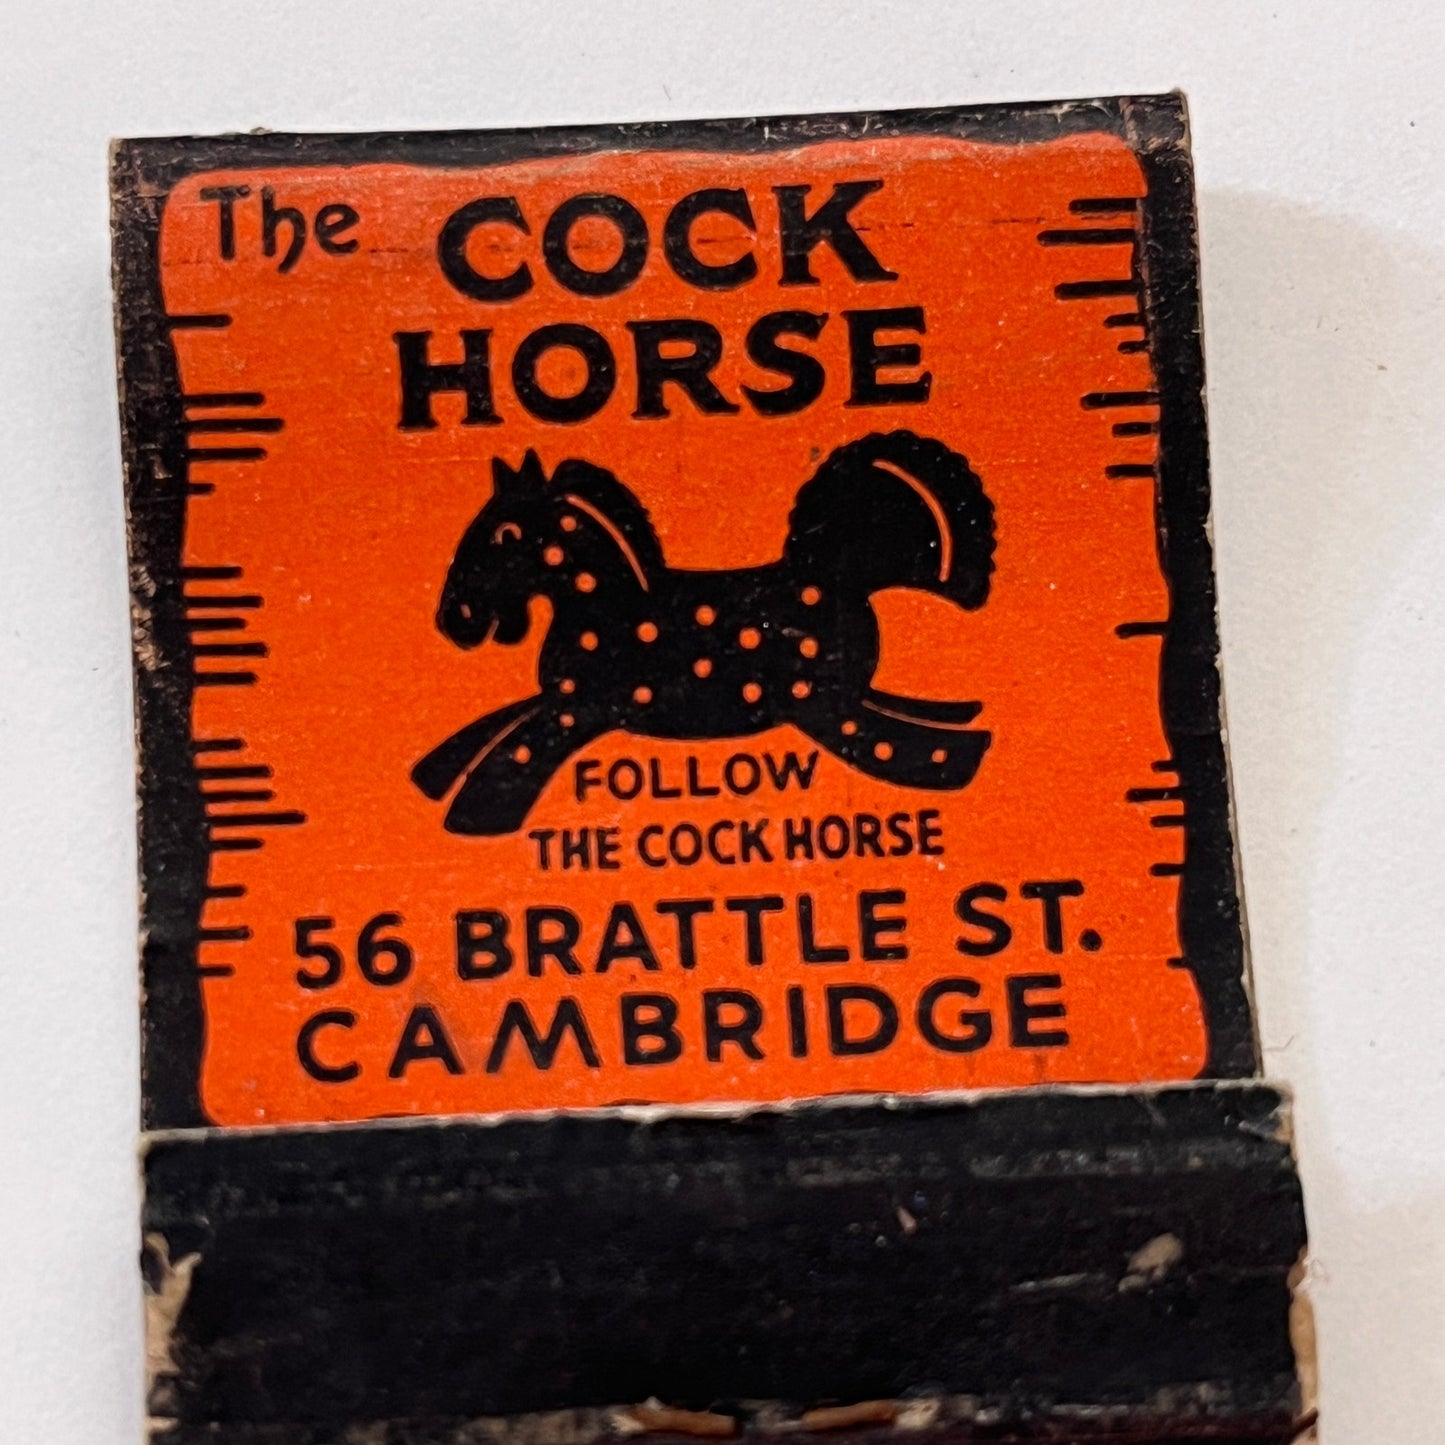 The COCK
HORSE
FOLLOW
THE COCK HORSE
56 BRATTLE ST.
CAMBRIDGE